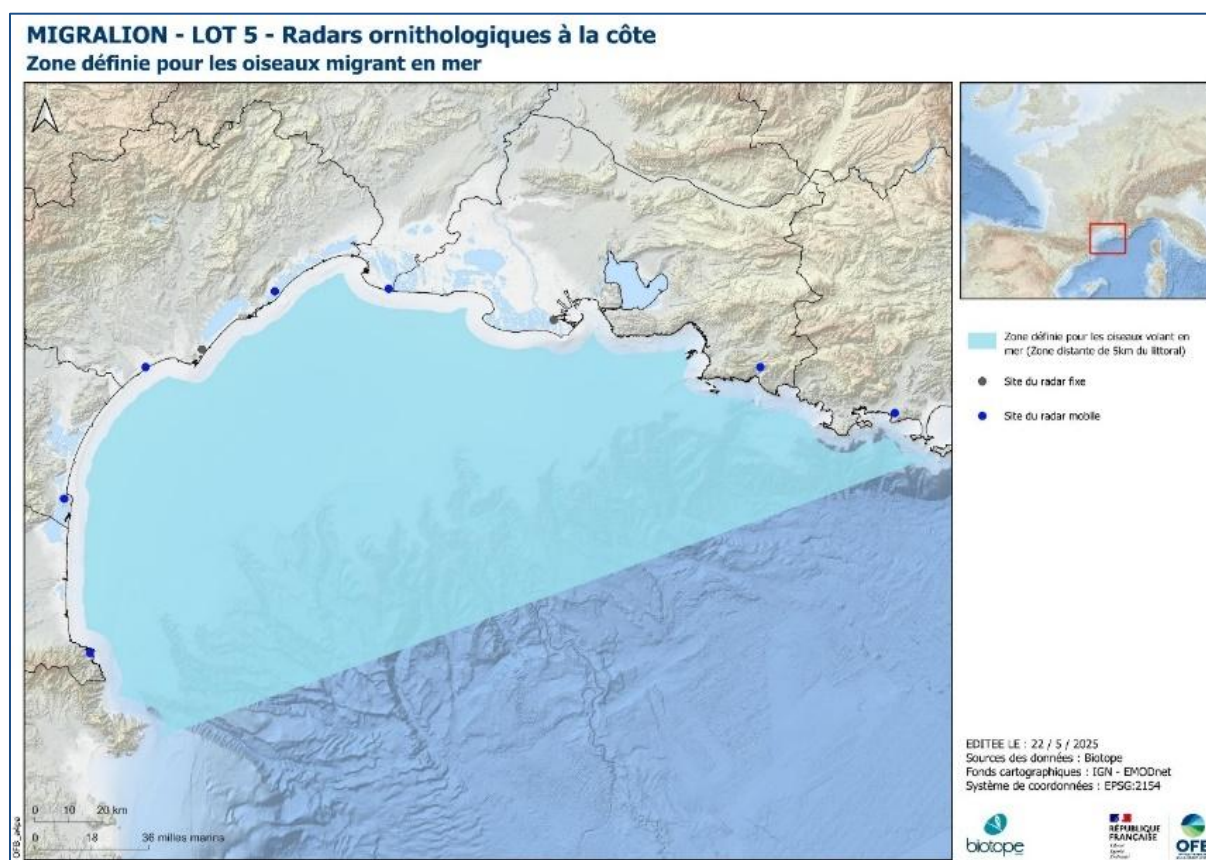 MIGRALION - LOT 5 - Radars ornithologiques à la côte
Zone définie pour les oiseaux migrant en mer
Zone définie pour les oiseaux volant en
mer (Zone distante de 5km du littoral)
Site du radar fixe
Site du radar mobile
0 10 20 km
0 18 36 milles marins
EDITEE LE : 22 / 5 / 2025
Sources des données : Biotope
Fonds cartographiques : IGN - EMODnet
Système de coordonnées : EPSG:2154
biotope
RÉPUBLIQUE
FRANÇAISE
OFB